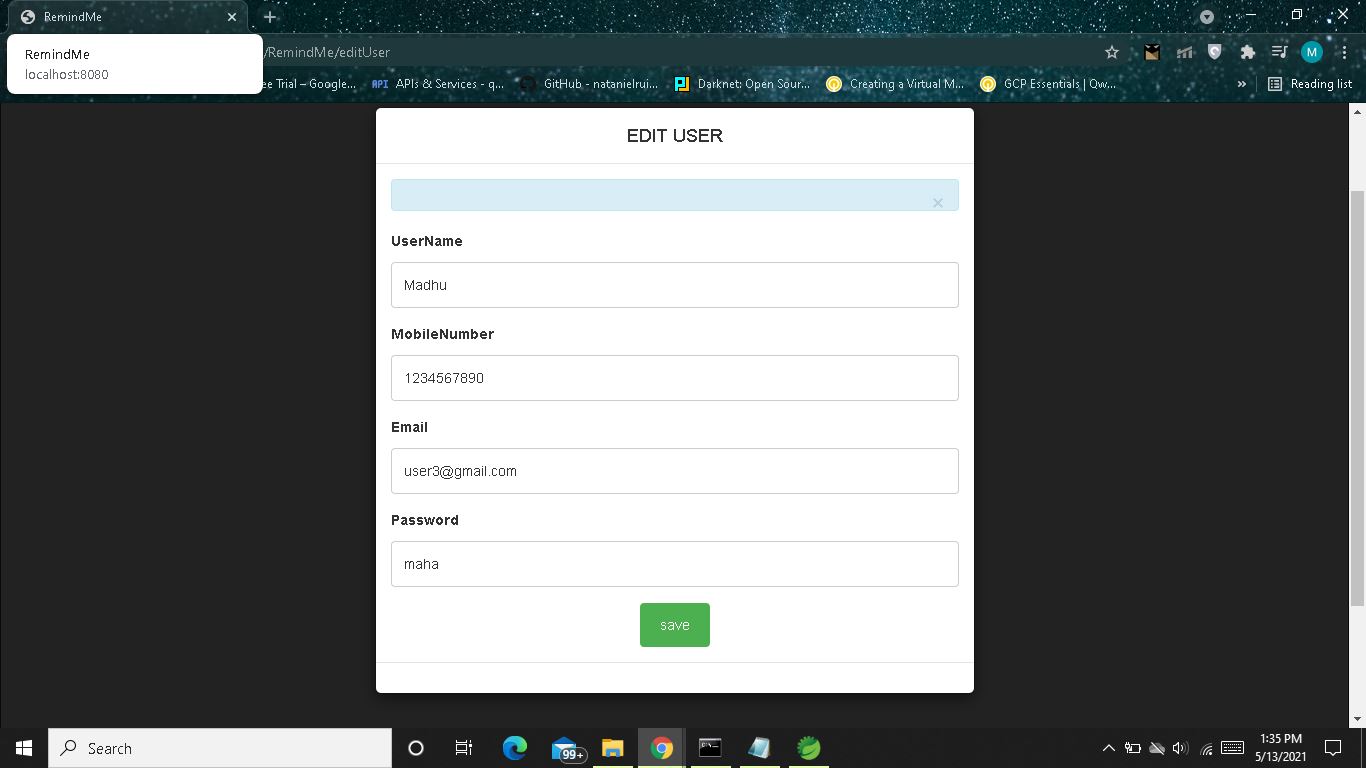 RemindMe
RemindMe
localhost:8080
/RemindMe/editUser
M
ee Trial – Google...
API APIs & Services - q...
GitHub - natanielrui...
Darknet: Open Sour...
Creating a Virtual M...
GCP Essentials | Qw...
»
Reading list
EDIT USER
×
UserName
Madhu
MobileNumber
1234567890
Email
user3@gmail.com
Password
maha
save
Search
99+
1:35 PM
5/13/2021